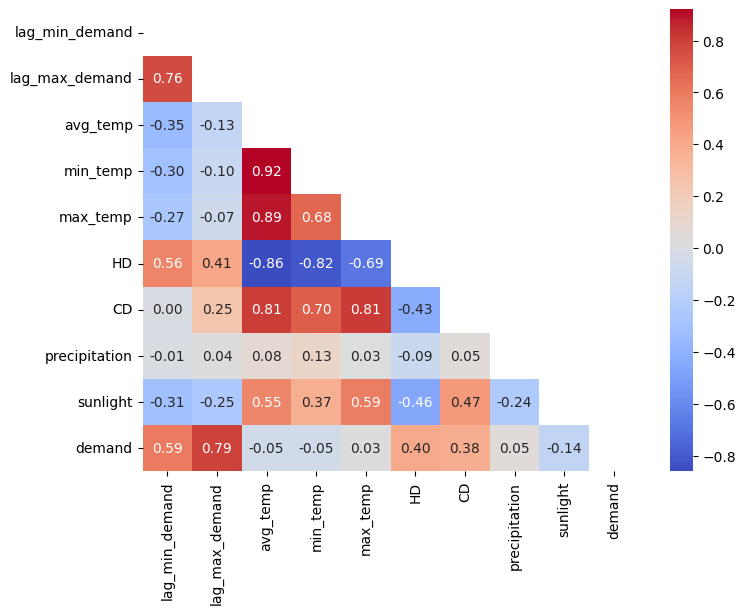 lag_min_demand
lag_max_demand 0.76
avg_temp -0.35 -0.13
min_temp -0.30 -0.10 0.92
max_temp -0.27 -0.07 0.89 0.68
HD 0.56 0.41 -0.86 -0.82 -0.69
CD 0.00 0.25 0.81 0.70 0.81 -0.43
precipitation -0.01 0.04 0.08 0.13 0.03 -0.09 0.05
sunlight -0.31 -0.25 0.55 0.37 0.59 -0.46 0.47 -0.24
demand 0.59 0.79 -0.05 -0.05 0.03 0.40 0.38 0.05 -0.14
lag_min_demand
lag_max_demand
avg_temp
min_temp
max_temp
HD
CD
precipitation
sunlight
demand
0.8
0.6
0.4
0.2
0.0
−0.2
−0.4
−0.6
−0.8